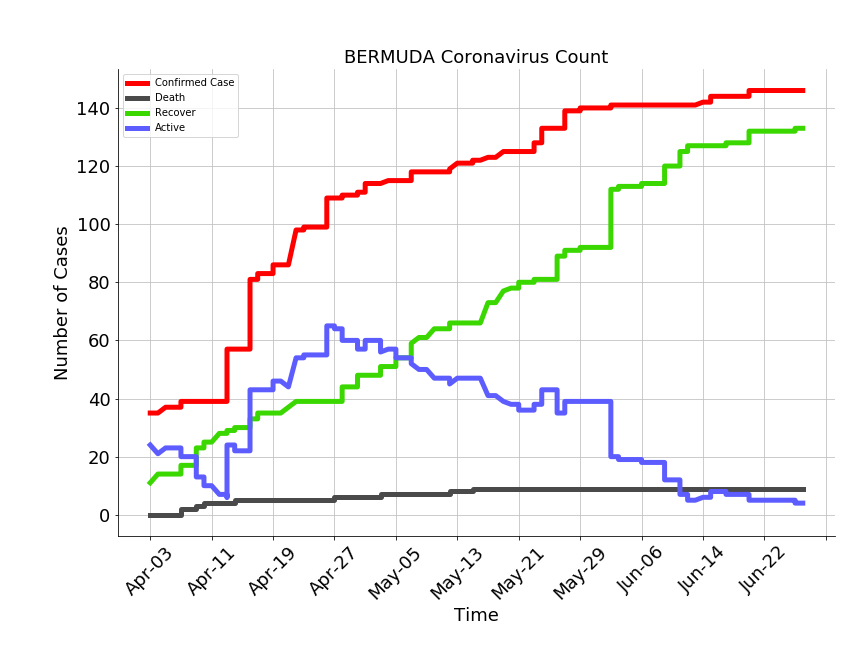 BERMUDA Coronavirus Count
Confirmed Case
Death
Recover
Active
Number of Cases
140
120
100
80
60
40
20
0
Apr-03
Apr-11
Apr-19
Apr-27
May-05
May-13
May-21
May-29
Jun-06
Jun-14
Jun-22
Time